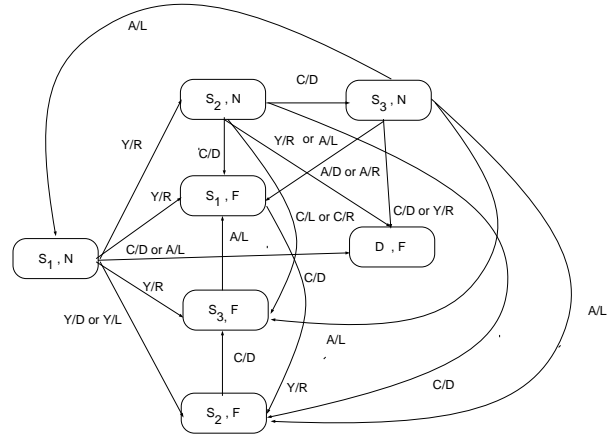 A/L
C/D
S2 , N
S3 , N
Y/R or A/L
Y/R
C/D
A/D or A/R
Y/R
S1 , F
C/L or C/R
C/D or Y/R
A/L
C/D or A/L
D , F
S1 , N
C/D
Y/R
S3, F
A/L
Y/D or Y/L
A/L
C/D
Y/R
C/D
S2 , F